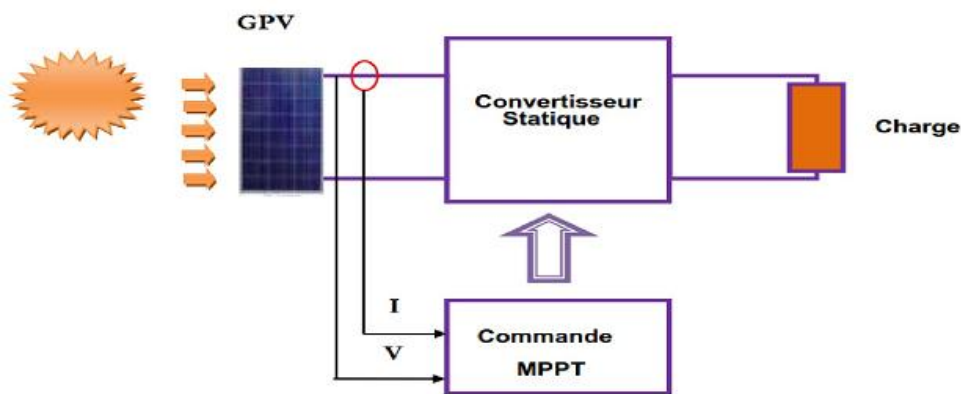 GPV
Convertisseur
Statique
Charge
I
V
Commande
MPPT